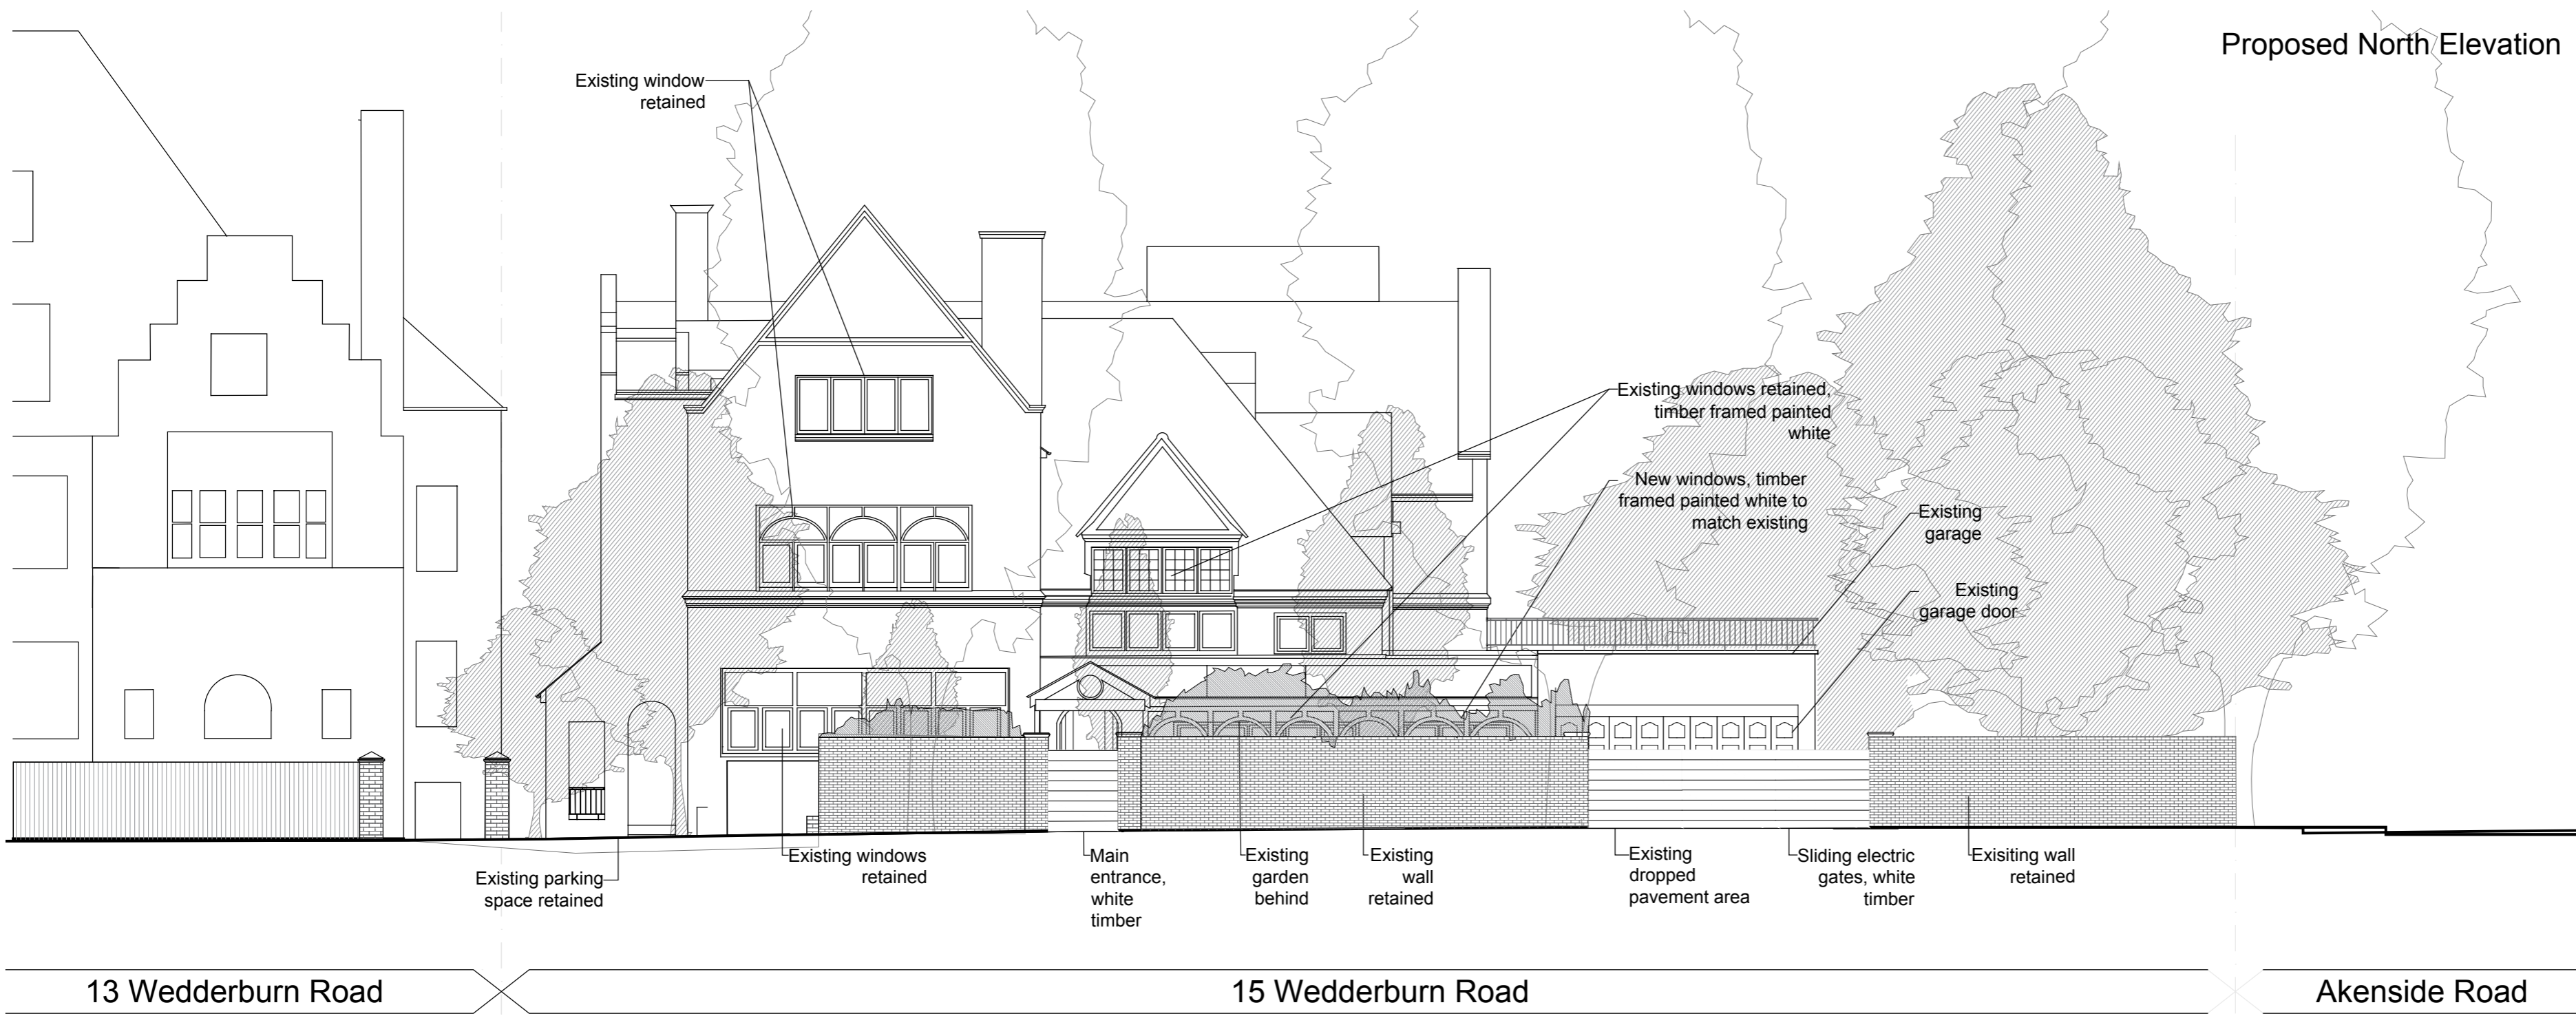 Proposed North Elevation
Existing window
retained
Existing windows retained,
timber framed painted
white
New windows, timber
framed painted white to
match existing
Existing
garage
Existing
garage door
Existing parking
space retained
Existing windows
retained
Main
entrance,
white
timber
Existing
garden
behind
Existing
wall
retained
Existing
dropped
pavement area
Sliding electric
gates, white
timber
Exisiting wall
retained
13 Wedderburn Road
15 Wedderburn Road
Akenside Road